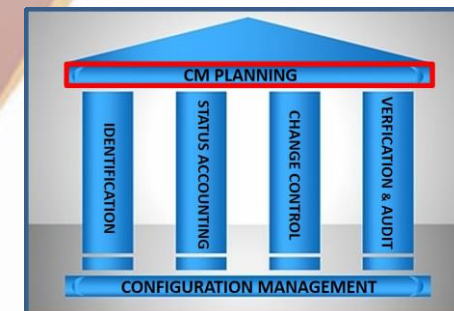 CM PLANNING
IDENTIFICATION
STATUS ACCOUNTING
CHANGE CONTROL
VERFICATION & AUDIT
CONFIGURATION MANAGEMENT